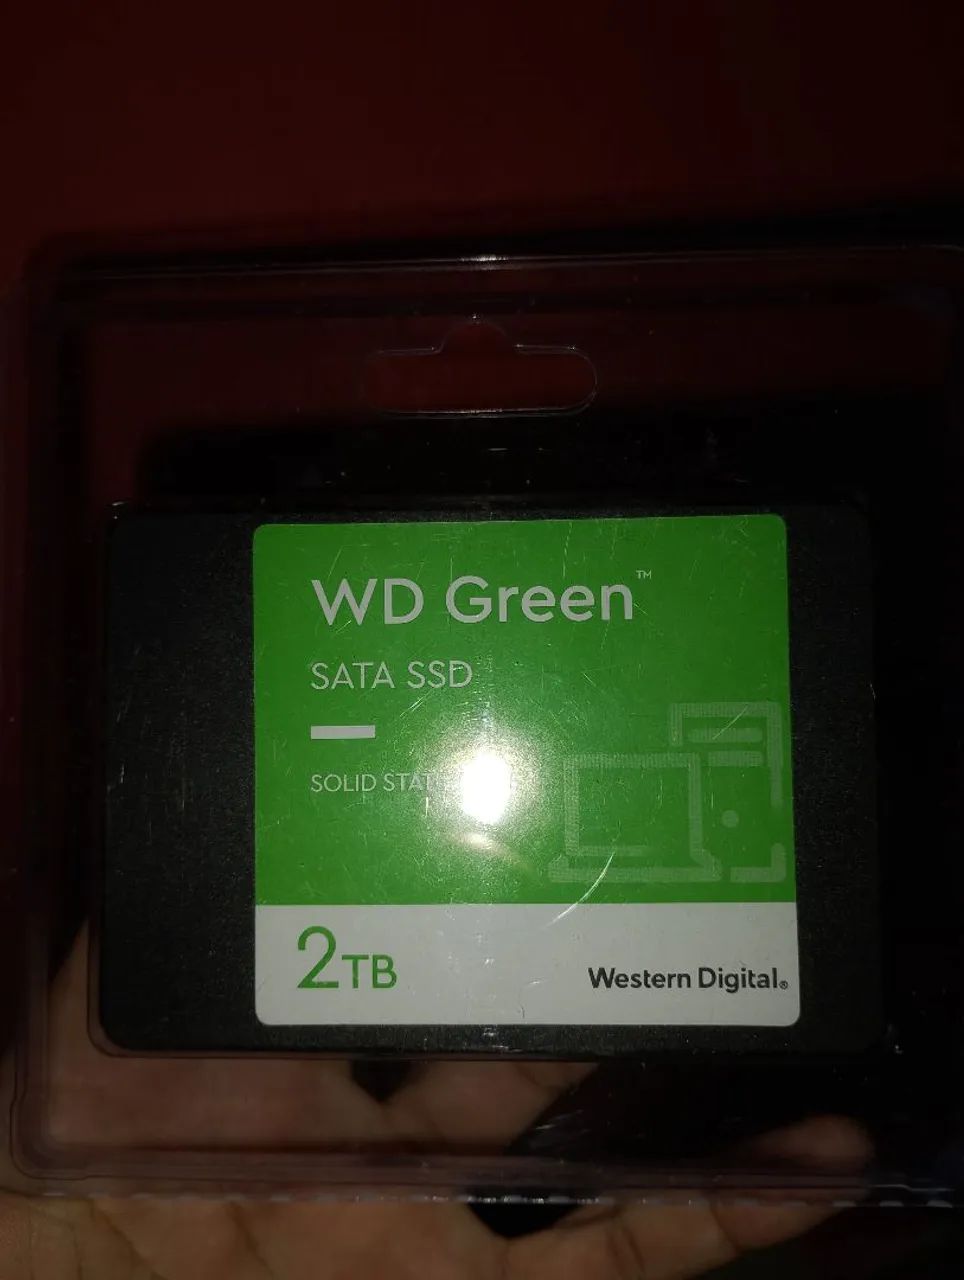 WD Green™
SATA SSD
SOLID STAT
2TB
Western Digital®